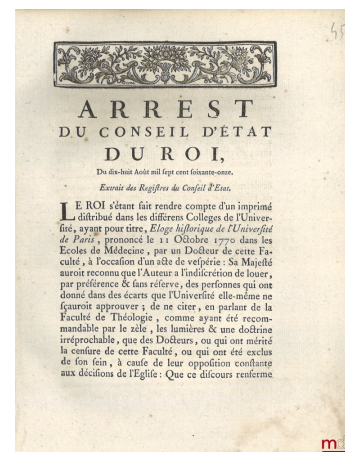 45
ARREST
DU CONSEIL D'ÉTAT
DU ROI,
Du dix-huit Août mil sept cent soixante-onze.
Extrait des Registres du Conseil d'Etat.
LE ROI s'étant fait rendre compte d'un imprimé
distribué dans les différens Colleges de l'Univer-
sité, ayant pour titre, Eloge historique de l'Université
de Paris, prononcé le 11 Octobre 1770 dans les
Ecoles de Médecine, par un Docteur de cette Fa-
culté, à l'occasion d'un acte de vespérie : Sa Majesté
auroit reconnu que l'Auteur a l'indiscrétion de louer,
par préférence & sans réserve, des personnes qui ont
donné dans des écarts que l'Université elle-même ne
sçauroit approuver ; de ne citer, en parlant de la
Faculté de Théologie, comme ayant été recom-
mandable par le zèle, les lumières & une doctrine
irréprochable, que des Docteurs, ou qui ont mérité
la censure de cette Faculté, ou qui ont été exclus
de son sein, à cause de leur opposition constante
aux décisions de l'Eglise : Que ce discours renferme